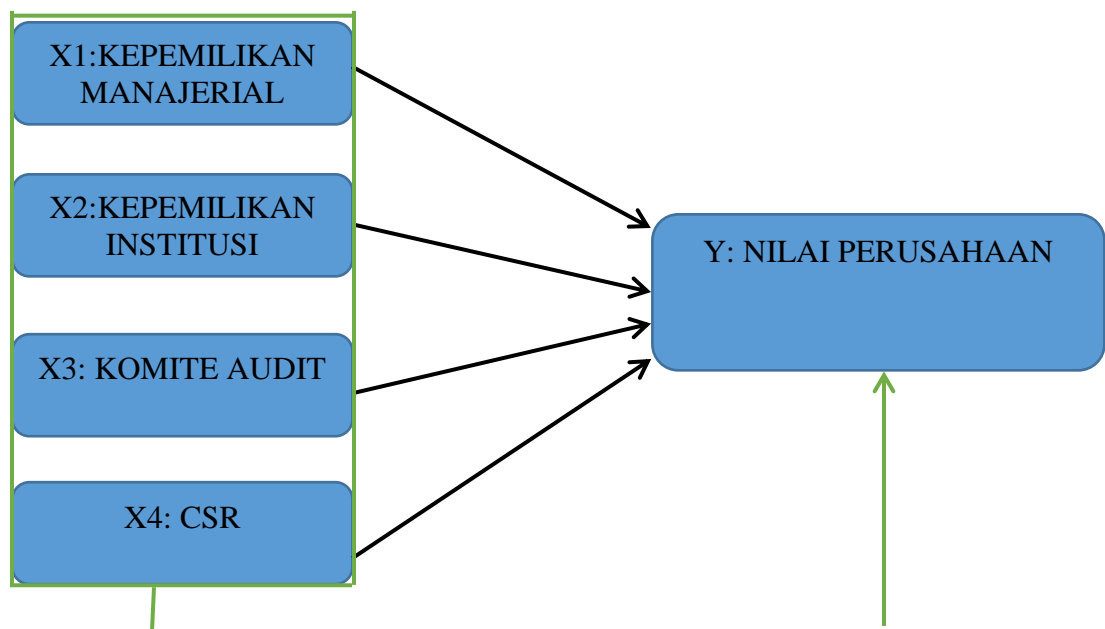 X1:KEPEMILIKAN
MANAJERIAL
X2:KEPEMILIKAN
INSTITUSI
X3: KOMITE AUDIT
X4: CSR
Y: NILAI PERUSAHAAN